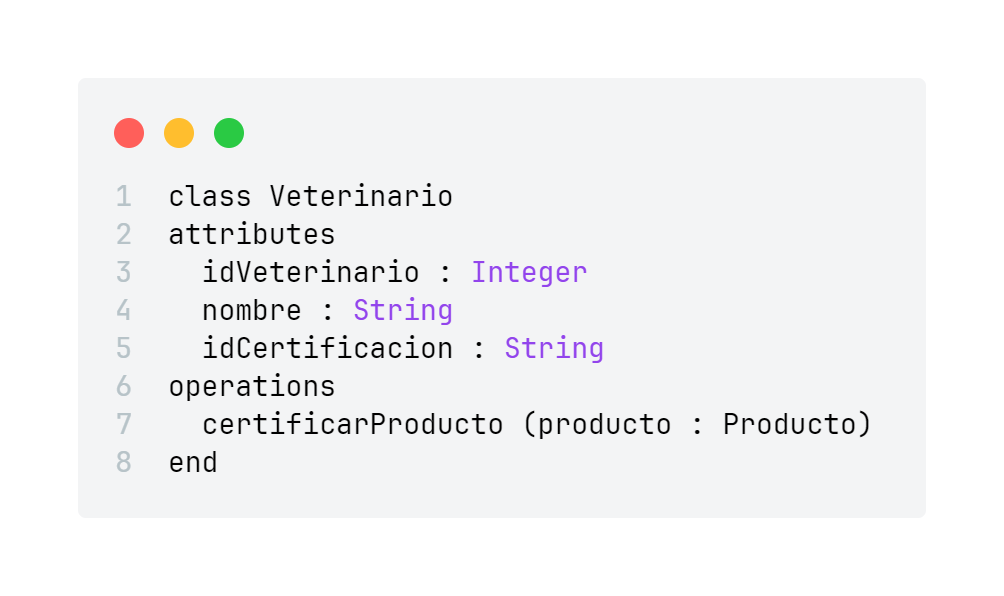 1 class Veterinario
2 attributes
3   idVeterinario : Integer
4   nombre : String
5   idCertificacion : String
6 operations
7   certificarProducto (producto : Producto)
8 end